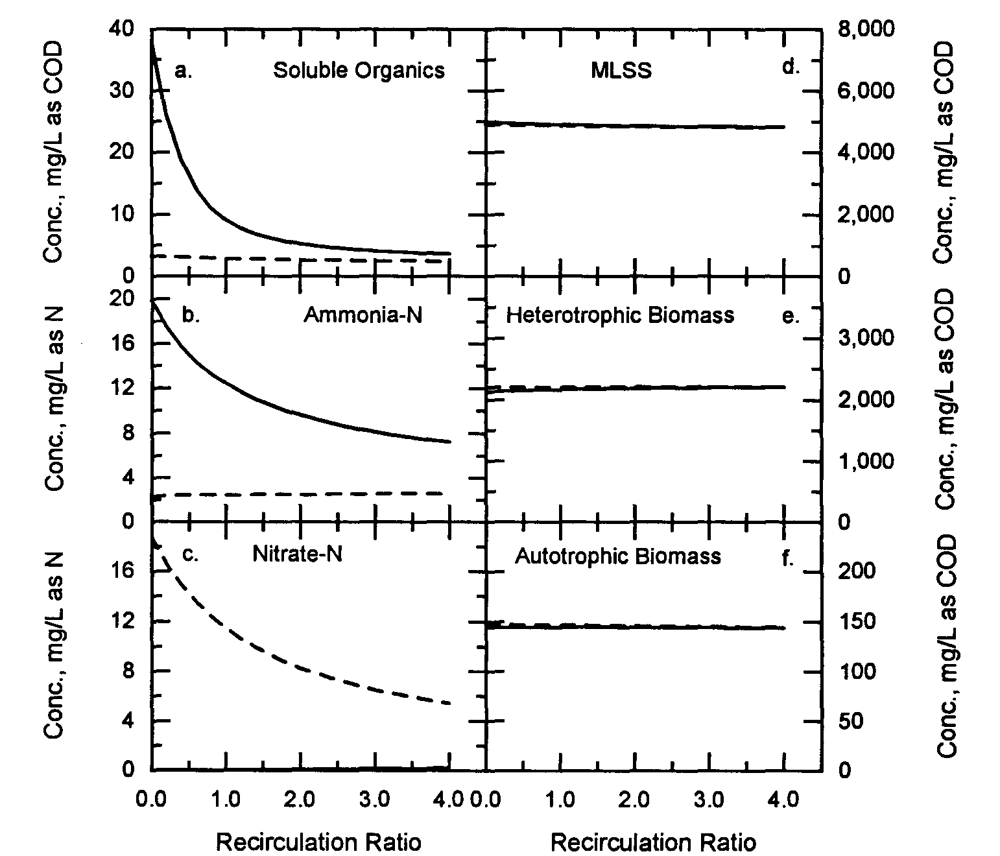 40
30
20
10
0
Conc., mg/L as COD
a.
Soluble Organics
MLSS
d.
8,000
6,000
4,000
2,000
0
Conc., mg/L as COD
20
16
12
8
4
0
Conc., mg/L as N
b.
Ammonia-N
Heterotrophic Biomass
e.
3,000
2,000
1,000
0
Conc., mg/L as COD
16
12
8
4
0
Conc., mg/L as N
c.
Nitrate-N
Autotrophic Biomass
f.
200
150
100
50
0
Conc., mg/L as COD
0.0 1.0 2.0 3.0 4.0 0.0 1.0 2.0 3.0 4.0
Recirculation Ratio
Recirculation Ratio